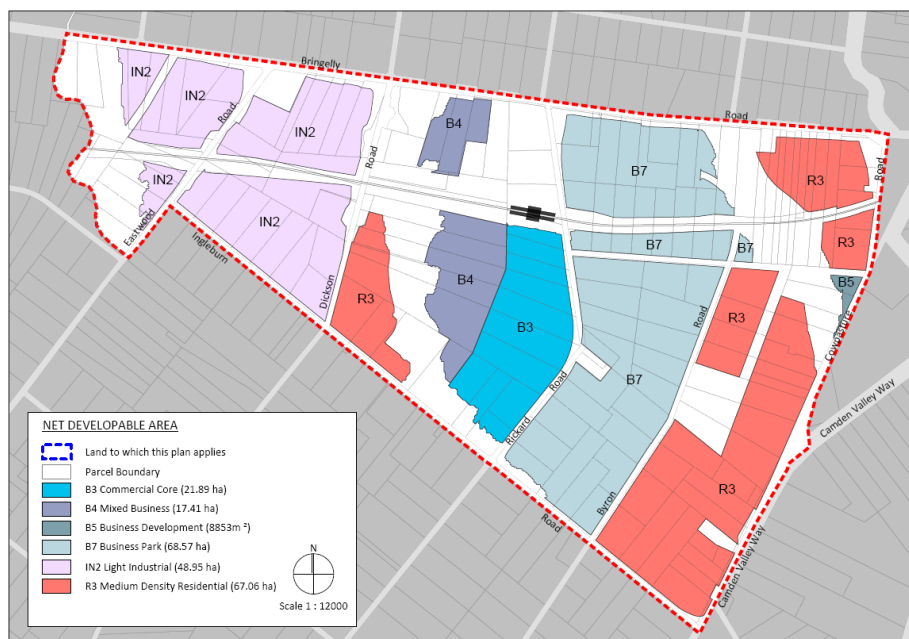 Bringelly
Road
IN2
IN2
IN2
Road
B4
Road
B7
R3
Road
IN2
IN2
Eastwood
Ingleburn
Dickson
R3
B4
B3
B7
B7
R3
B5
Cowpasture
Road
R3
B7
Rickard
Road
Byron
Road
R3
Camden Valley Way
Camden Valley Way
NET DEVELOPABLE AREA
Land to which this plan applies
Parcel Boundary
B3 Commercial Core (21.89 ha)
B4 Mixed Business (17.41 ha)
B5 Business Development (8853m ²)
B7 Business Park (68.57 ha)
IN2 Light Industrial (48.95 ha)
R3 Medium Density Residential (67.06 ha)
N
Scale 1 : 12000